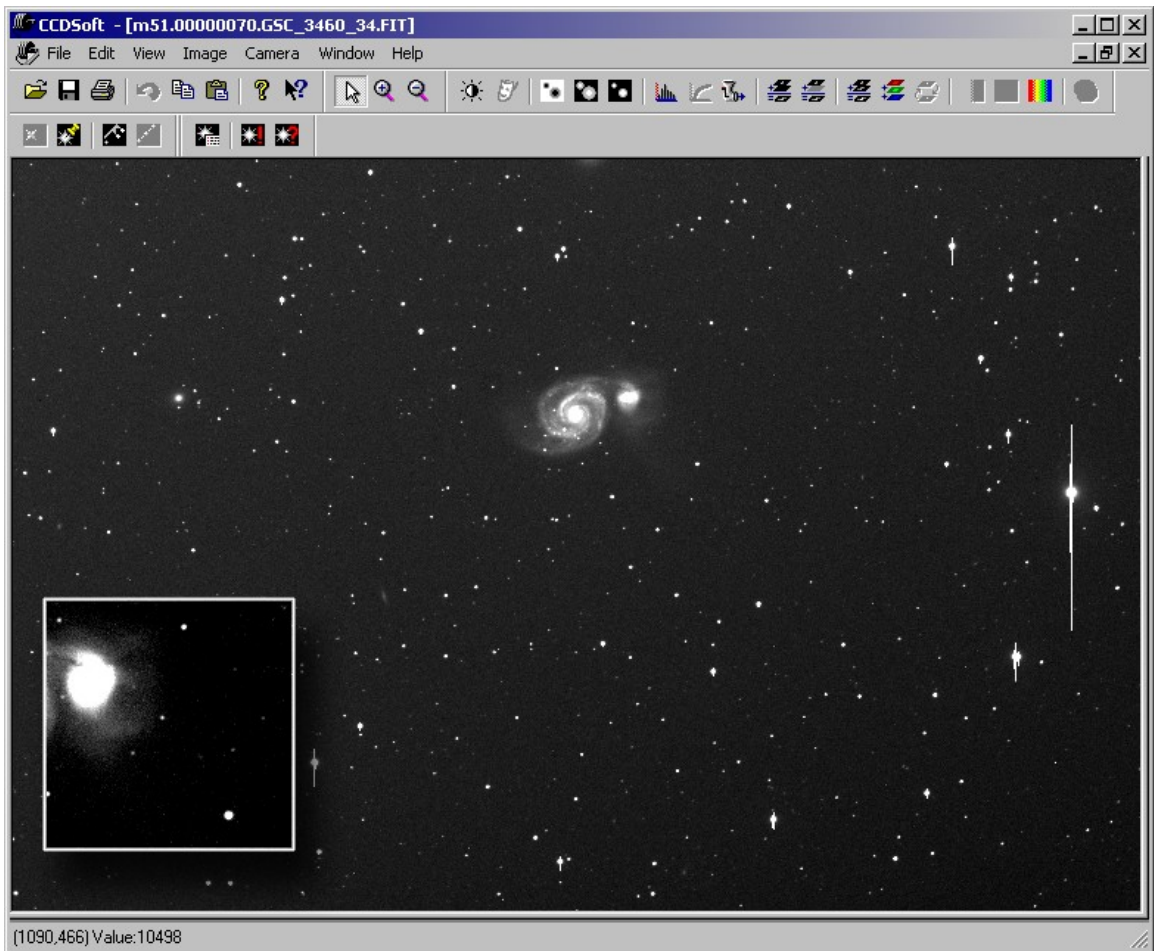 CCDSoft - [m51.00000070.GSC_3460_34.FIT]
File Edit View Image Camera Window Help
(1090,466) Value:10498